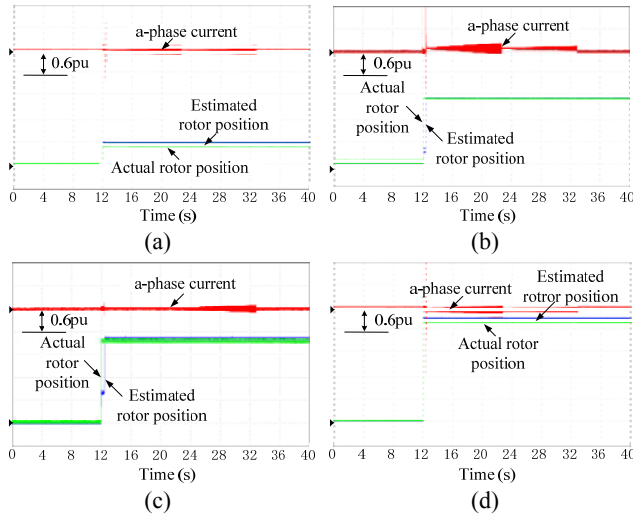 a-phase current
0.6pu
Estimated
rotor position
Actual rotor position
0 4 8 12 16 20 24 28 32 36 40
Time (s)
(a)
a-phase current
0.6pu
Actual
rotor
position
Estimated
rotor position
0 4 8 12 16 20 24 28 32 36 40
Time (s)
(b)
a-phase current
0.6pu
Actual
rotor
position
Estimated
rotor position
0 4 8 12 16 20 24 28 32 36 40
Time (s)
(c)
a-phase current
Estimated
rotror position
0.6pu
Actual rotor
position
0 4 8 12 16 20 24 28 32 36 40
Time (s)
(d)